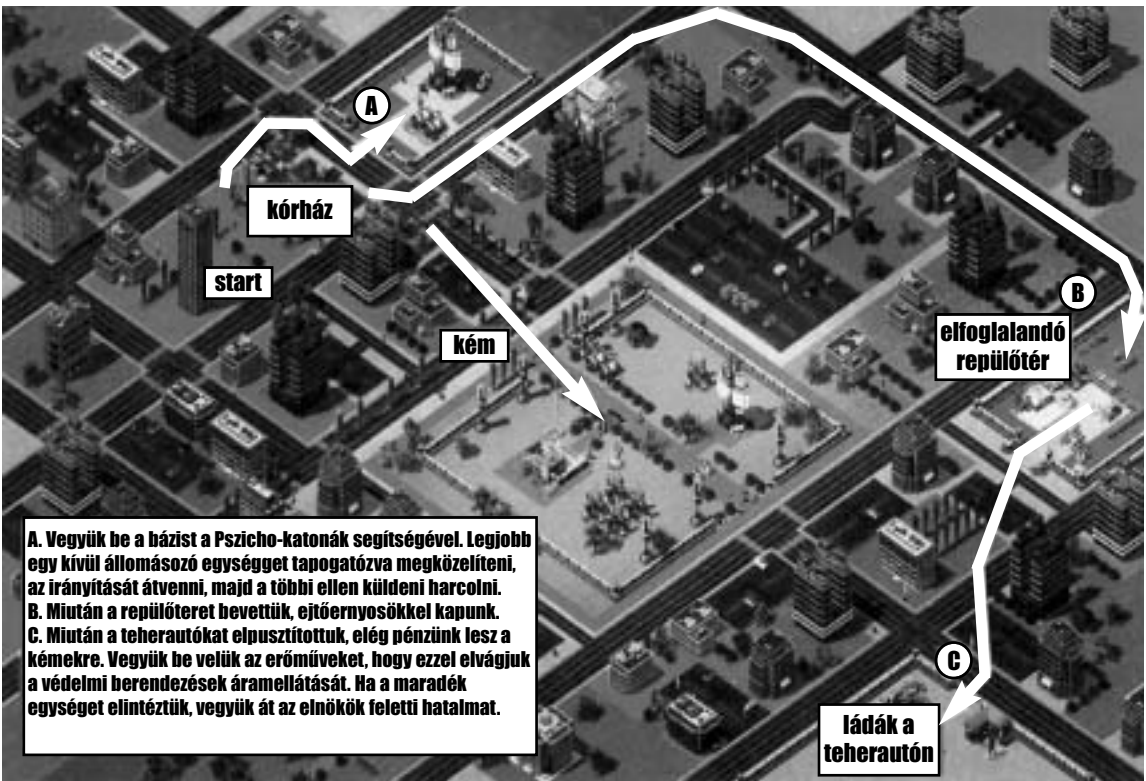 A
kórház
start
kém
B
elfoglalandó
repülőtér
A. Vegyük be a bázist a Pszicho-katonák segítségével. Legjobb
egy kívül állomásozó egységget tapogatózva megközelíteni,
az irányítását átvenni, majd a többi ellen küldeni harcolni.
B. Miután a repülőteret bevettük, ejtőernyosökkel kapunk.
C. Miután a teherautókat elpusztítottuk, elég pénzünk lesz a
kémekre. Vegyük be velük az erőműveket, hogy ezzel elvágjuk
a védelmi berendezések áramellátását. Ha a maradék
egységet elintéztük, vegyük át az elnökök feletti hatalmat.
C
ládák a
teherautón